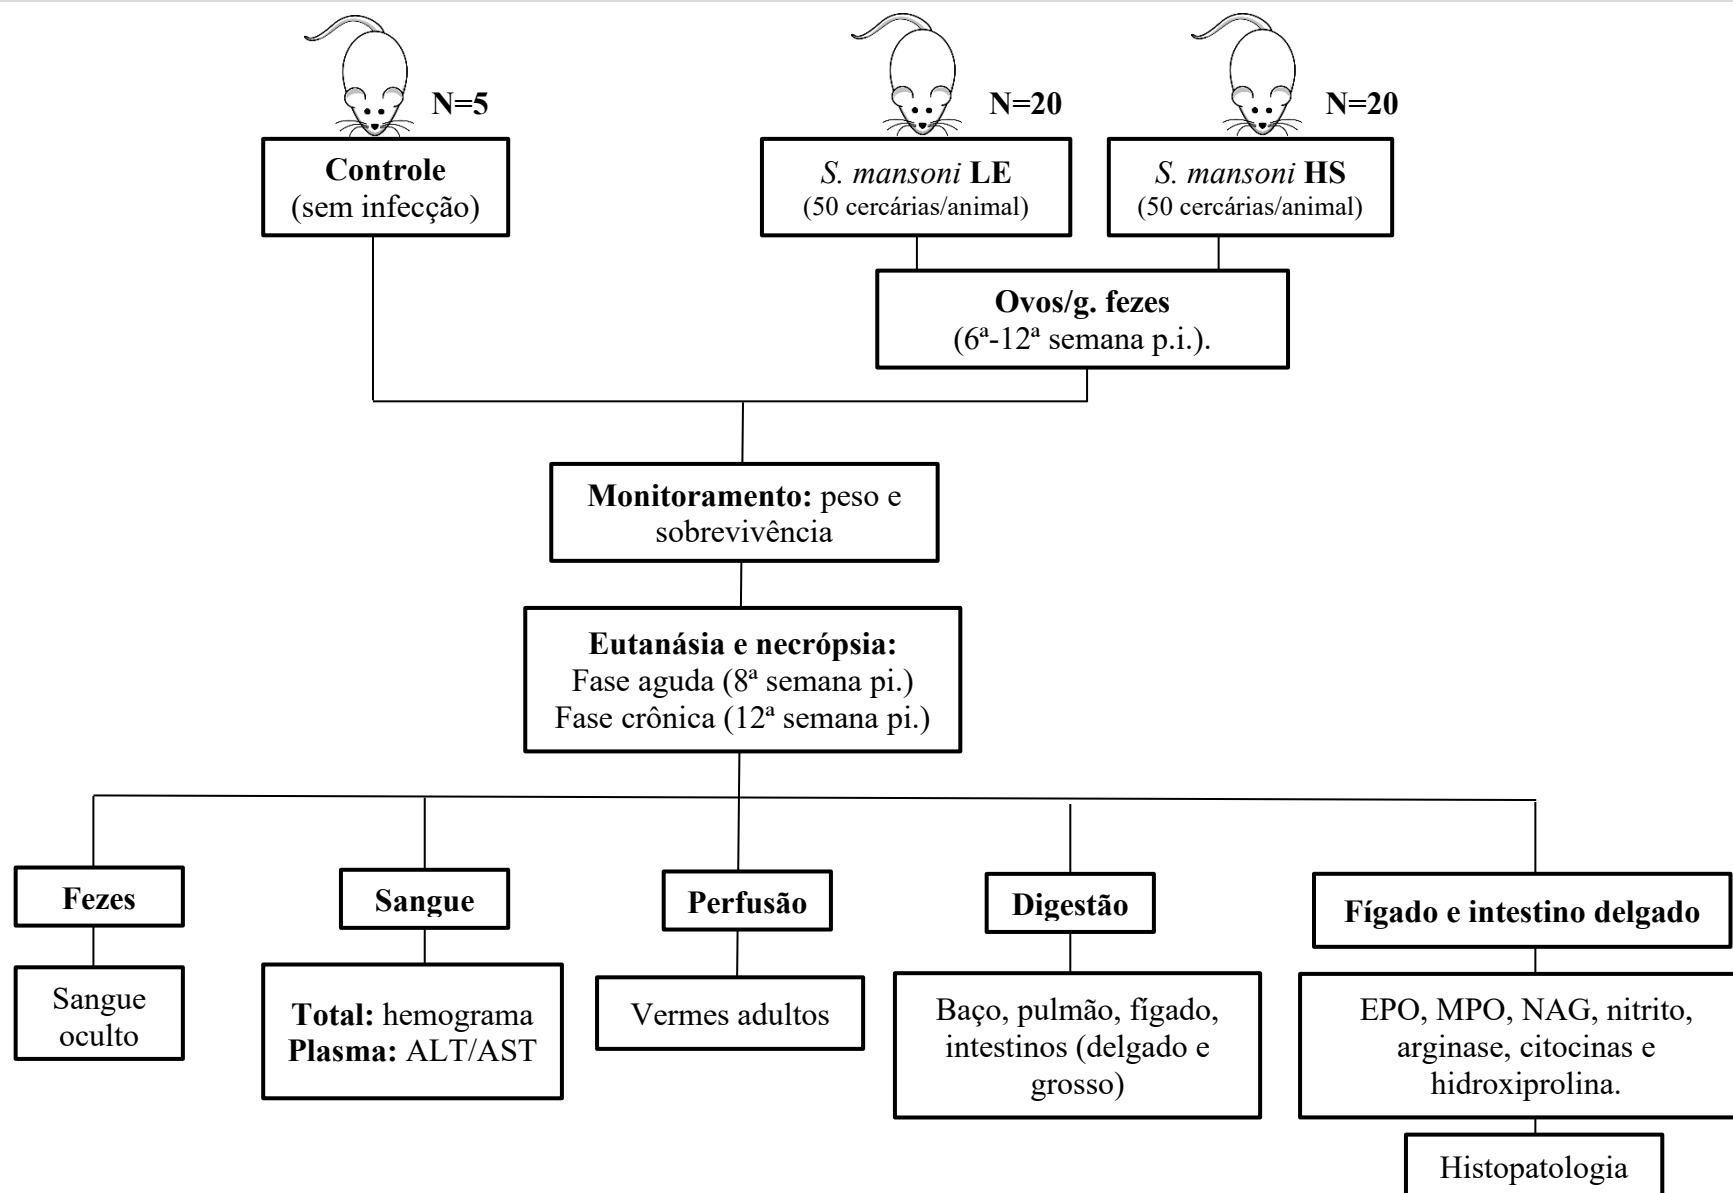 N=5
N=20
N=20
Controle
(sem infecção)
S. mansoni LE
(50 cercárias/animal)
S. mansoni HS
(50 cercárias/animal)
Ovos/g. fezes
(6ª-12ª semana p.i.).
Monitoramento: peso e
sobrevivência
Eutanásia e necrópsia:
Fase aguda (8ª semana pi.)
Fase crônica (12ª semana pi.)
Fezes
Sangue
oculto
Sangue
Total: hemograma
Plasma: ALT/AST
Perfusão
Vermes adultos
Digestão
Baço, pulmão, fígado,
intestinos (delgado e
grosso)
Fígado e intestino delgado
EPO, MPO, NAG, nitrito,
arginase, citocinas e
hidroxiprolina.
Histopatologia